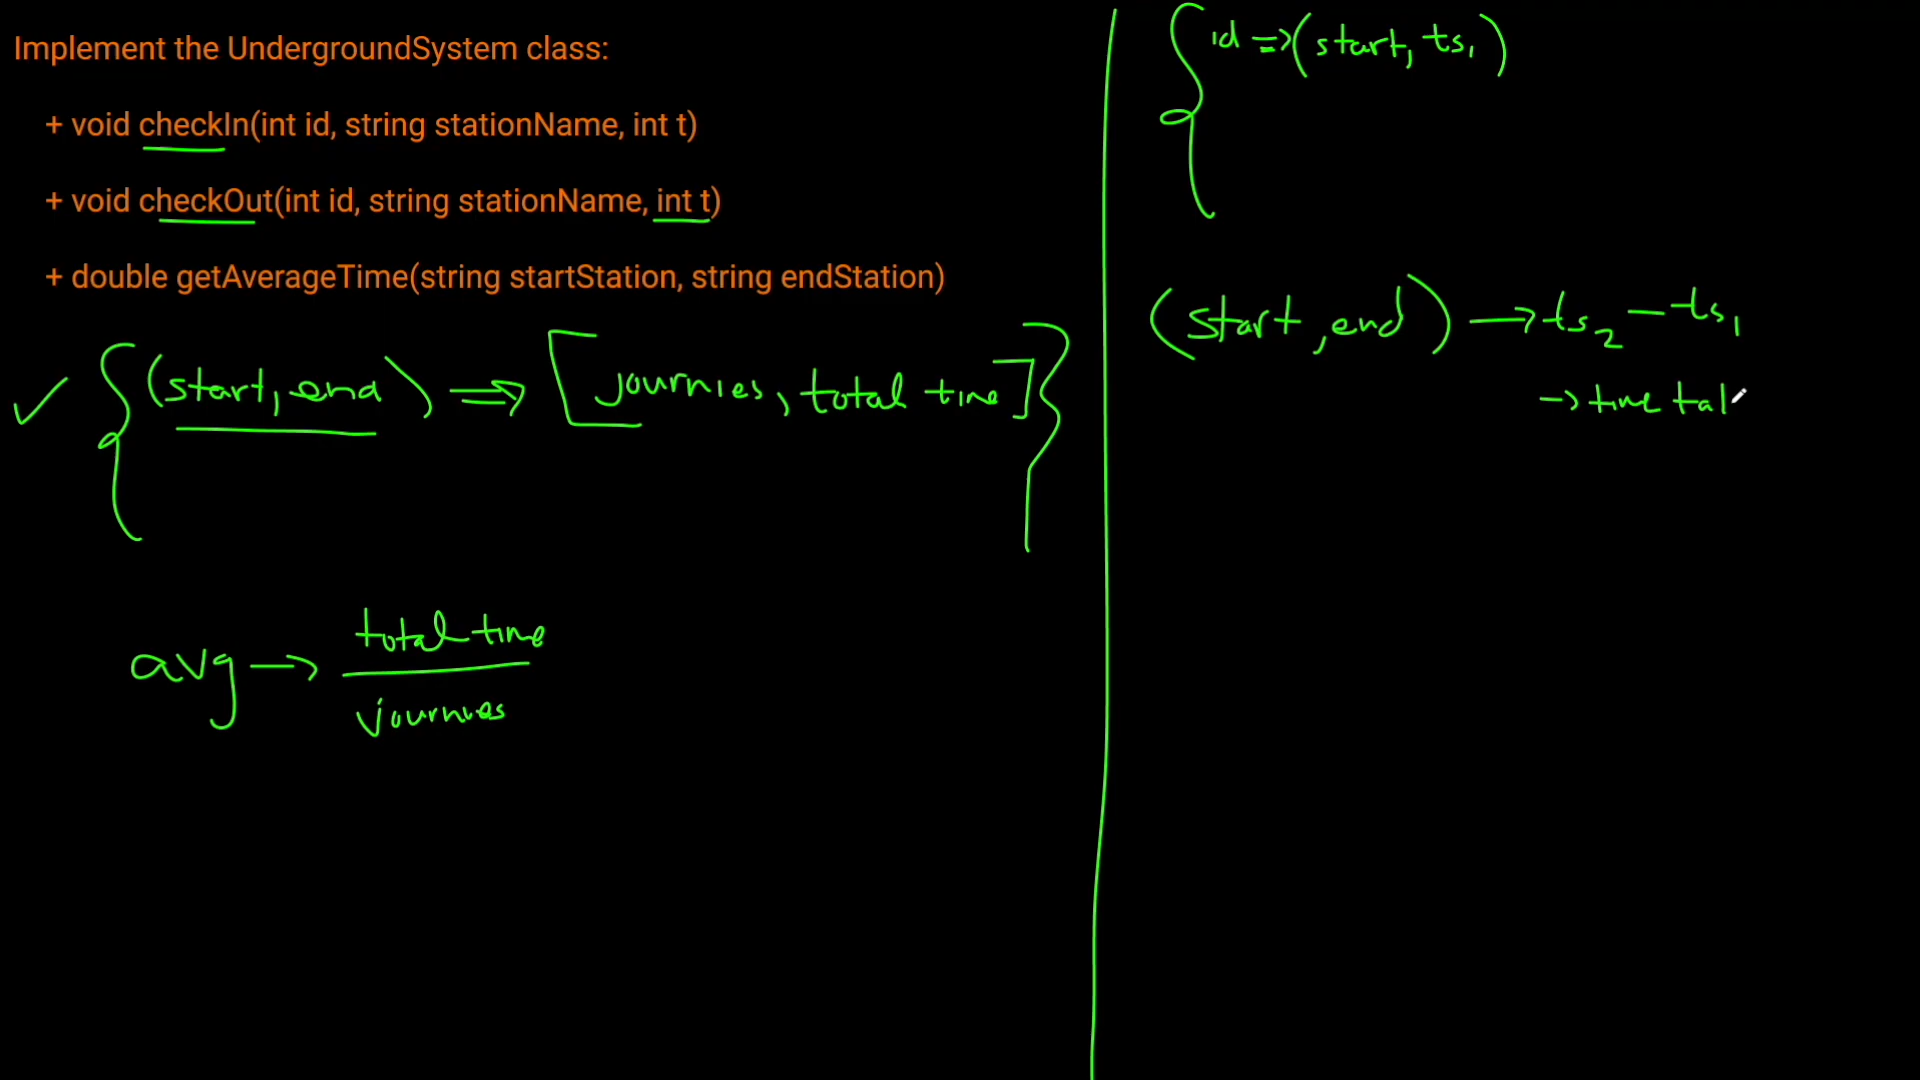 Implement the UndergroundSystem class:
+ void checkIn(int id, string stationName, int t)
+ void checkOut(int id, string stationName, int t)
+ double getAverageTime(string startStation, string endStation)
{ (start, end) => [journies, total time] }
avg → total time
journies
{ id => (start, ts1)
(start, end) → ts2 - ts1
→ time tak